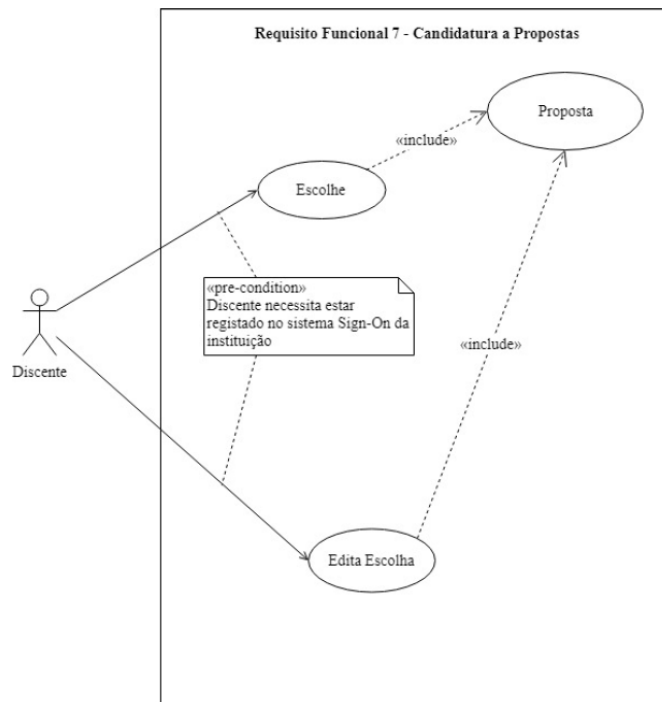 Requisito Funcional 7 - Candidatura a Propostas
Proposta
«include»
Escolhe
«pre-condition»
Discente necessita estar
registado no sistema Sign-On da
instituição
«include»
Discente
Edita Escolha